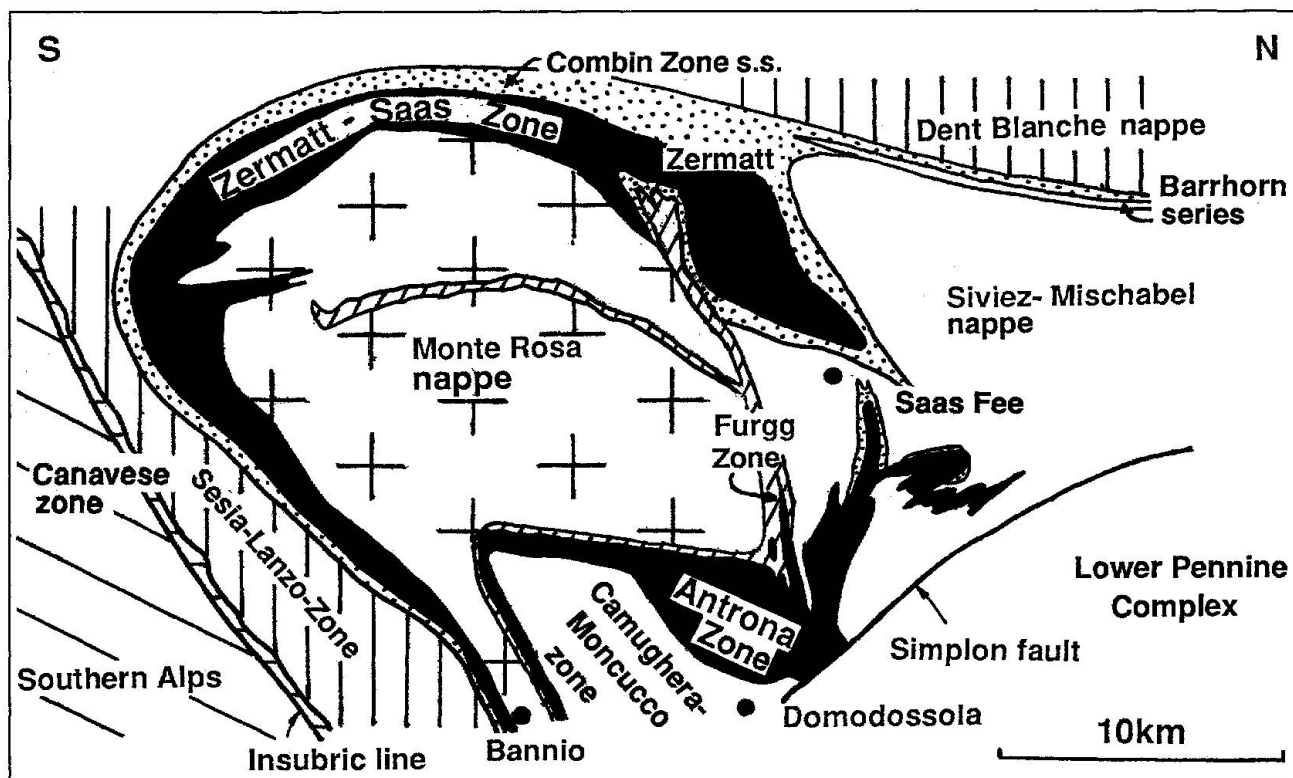 S
N
Combin Zone s.s.
Zermatt - Saas Zone
Dent Blanche nappe
Zermatt
Barrhorn
series
Siviez- Mischabel
nappe
Monte Rosa
nappe
Saas Fee
Furgg
Zone
Canavese
zone
Sesia-Lanzo-Zone
Lower Pennine
Complex
Antrona
Zone
Camughera-
Moncucco
zone
Simplon fault
Southern Alps
Domodossola
10km
Insubric line
Bannio